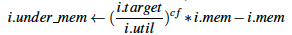 i.under_mem ← (i.target / i.util)^cf * i.mem − i.mem